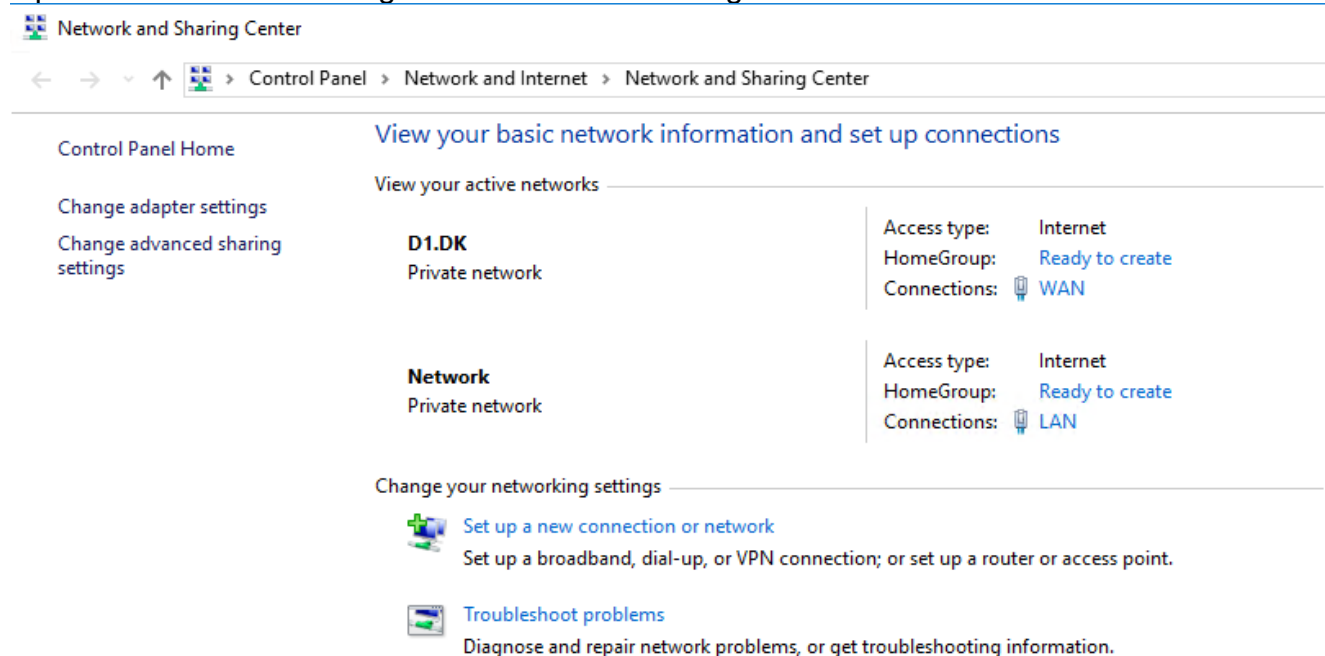 Network and Sharing Center
Control Panel > Network and Internet > Network and Sharing Center
Control Panel Home
Change adapter settings
Change advanced sharing
settings
View your basic network information and set up connections
View your active networks
D1.DK
Private network
Access type: Internet
HomeGroup: Ready to create
Connections: WAN
Network
Private network
Access type: Internet
HomeGroup: Ready to create
Connections: LAN
Change your networking settings
Set up a new connection or network
Set up a broadband, dial-up, or VPN connection; or set up a router or access point.
Troubleshoot problems
Diagnose and repair network problems, or get troubleshooting information.